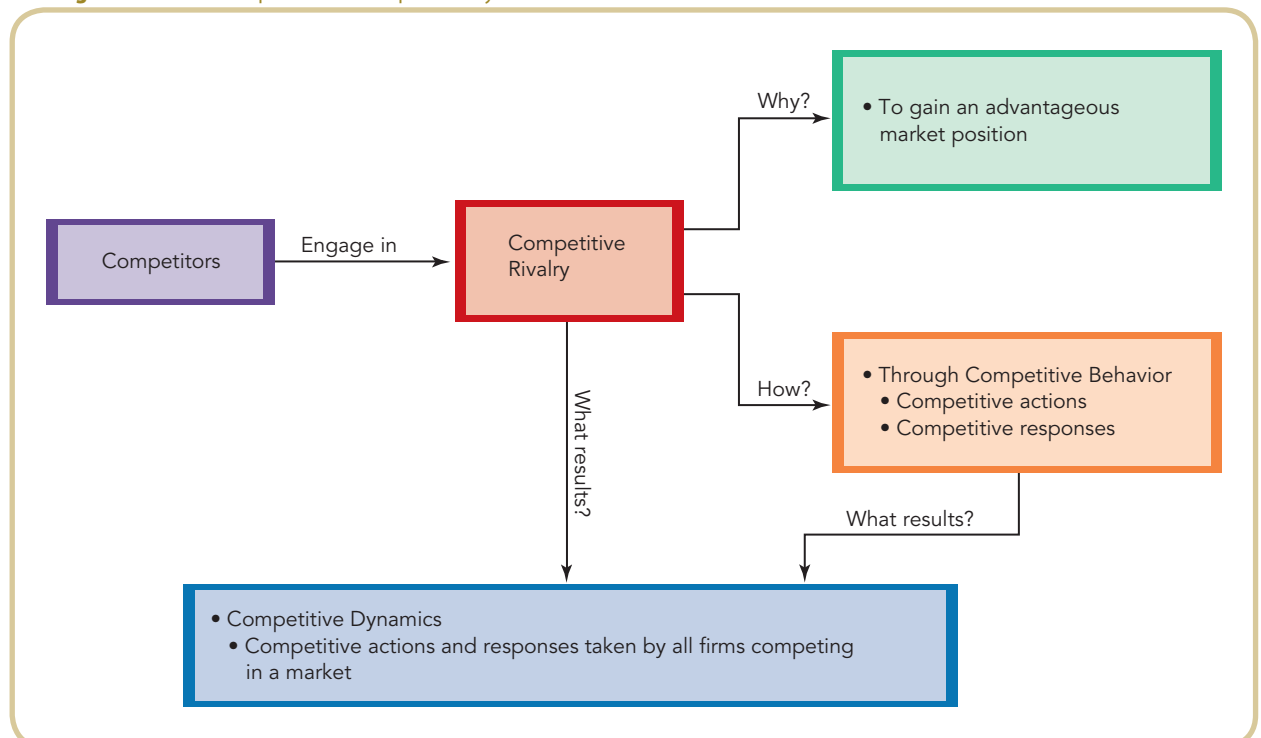 Why?
• To gain an advantageous
market position
Competitors
Engage in
Competitive
Rivalry
How?
• Through Competitive Behavior
• Competitive actions
• Competitive responses
What results?
What results?
• Competitive Dynamics
• Competitive actions and responses taken by all firms competing
in a market